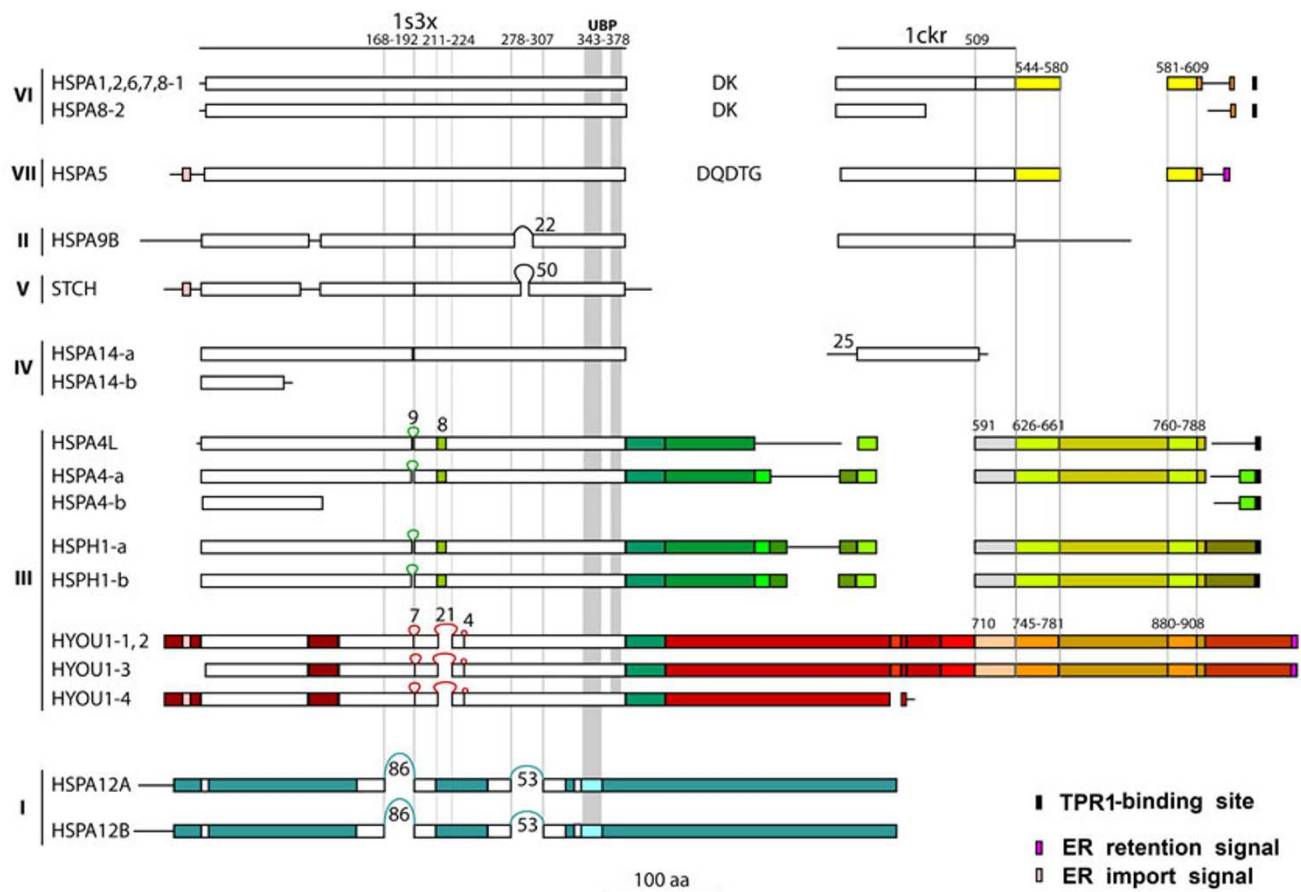 1s3x UBP 1ckr
168-192 211-224 278-307 343-378 509
544-580 581-609
VI HSPA1,2,6,7,8-1 DK
HSPA8-2 DK
VII HSPA5 DQDTG
II HSPA9B 22
V STCH 50
IV HSPA14-a 25
HSPA14-b
III
9 8 591 626-661 760-788
HSPA4L
HSPA4-a
HSPA4-b
HSPH1-a
HSPH1-b
7 21 4 710 745-781 880-908
HYOU1-1, 2
HYOU1-3
HYOU1-4
I
HSPA12A 86 53
HSPA12B 86 53
TPR1-binding site
ER retention signal
ER import signal
100 aa